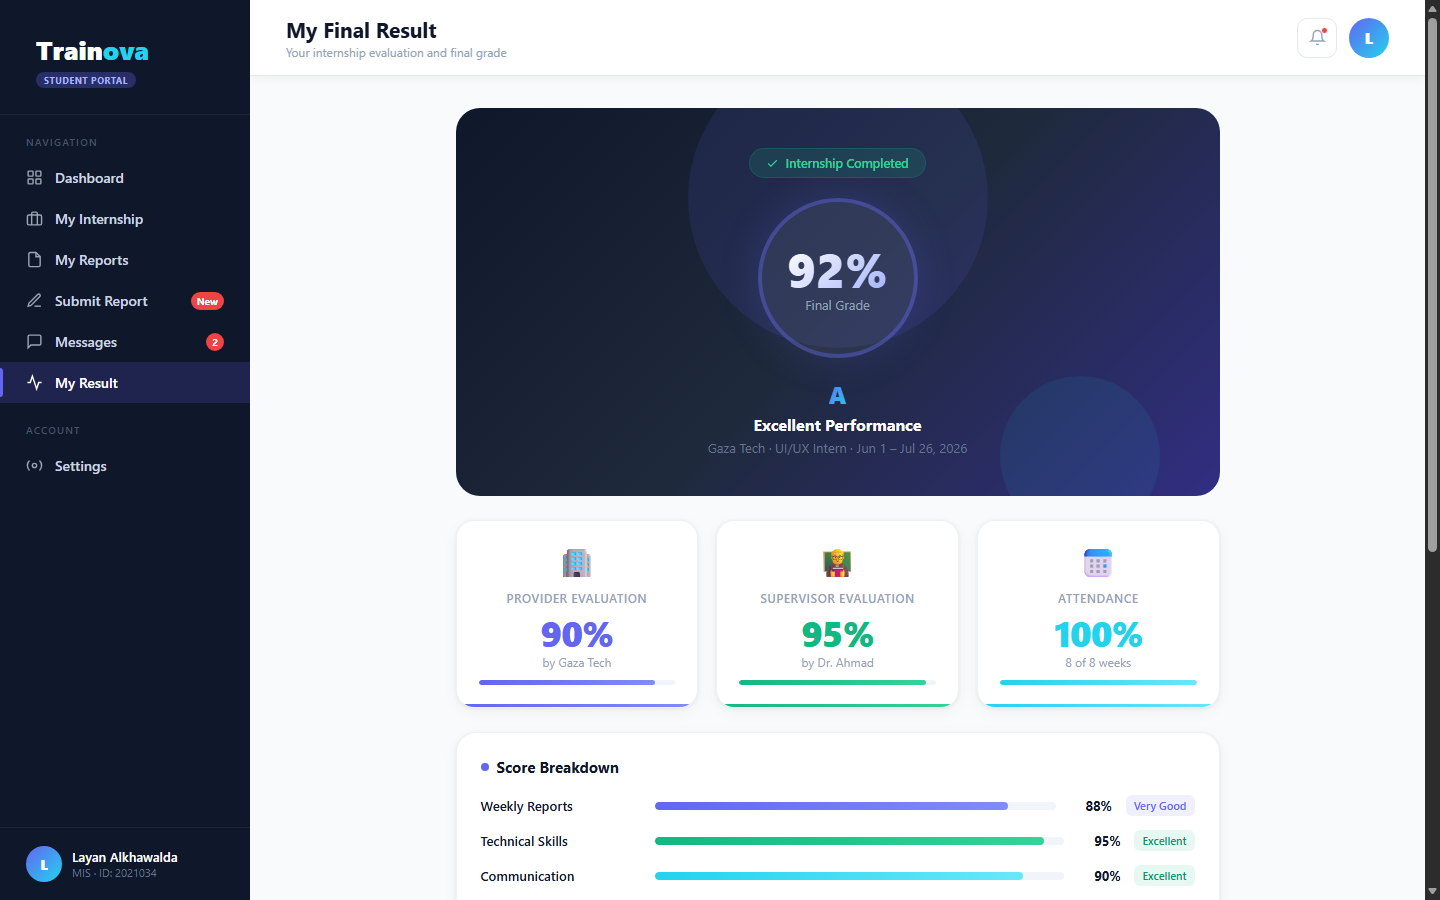 Trainova
STUDENT PORTAL
NAVIGATION
Dashboard
My Internship
My Reports
Submit Report New
Messages 2
My Result
ACCOUNT
Settings
L
Layan Alkhawalda
MIS · ID: 2021034
My Final Result
Your internship evaluation and final grade
L
Internship Completed
92%
Final Grade
A
Excellent Performance
Gaza Tech · UI/UX Intern · Jun 1 – Jul 26, 2026
PROVIDER EVALUATION
90%
by Gaza Tech
SUPERVISOR EVALUATION
95%
by Dr. Ahmad
ATTENDANCE
100%
8 of 8 weeks
Score Breakdown
Weekly Reports 88% Very Good
Technical Skills 95% Excellent
Communication 90% Excellent